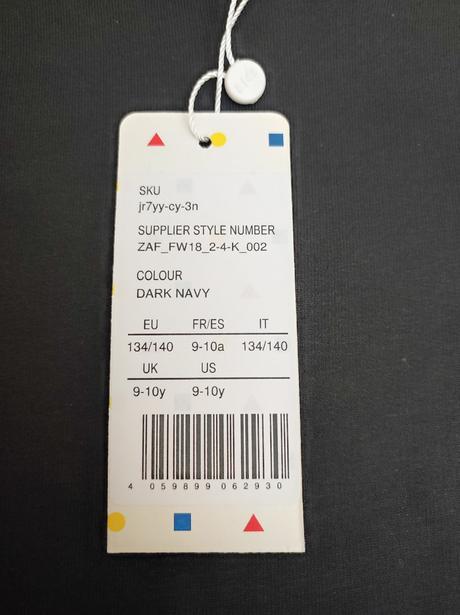 SKU
jr7yy-cy-3n
SUPPLIER STYLE NUMBER
ZAF_FW18_2-4-K_002
COLOUR
DARK NAVY
EU FR/ES IT
134/140 9-10a 134/140
UK US
9-10y 9-10y
4 059899 062930